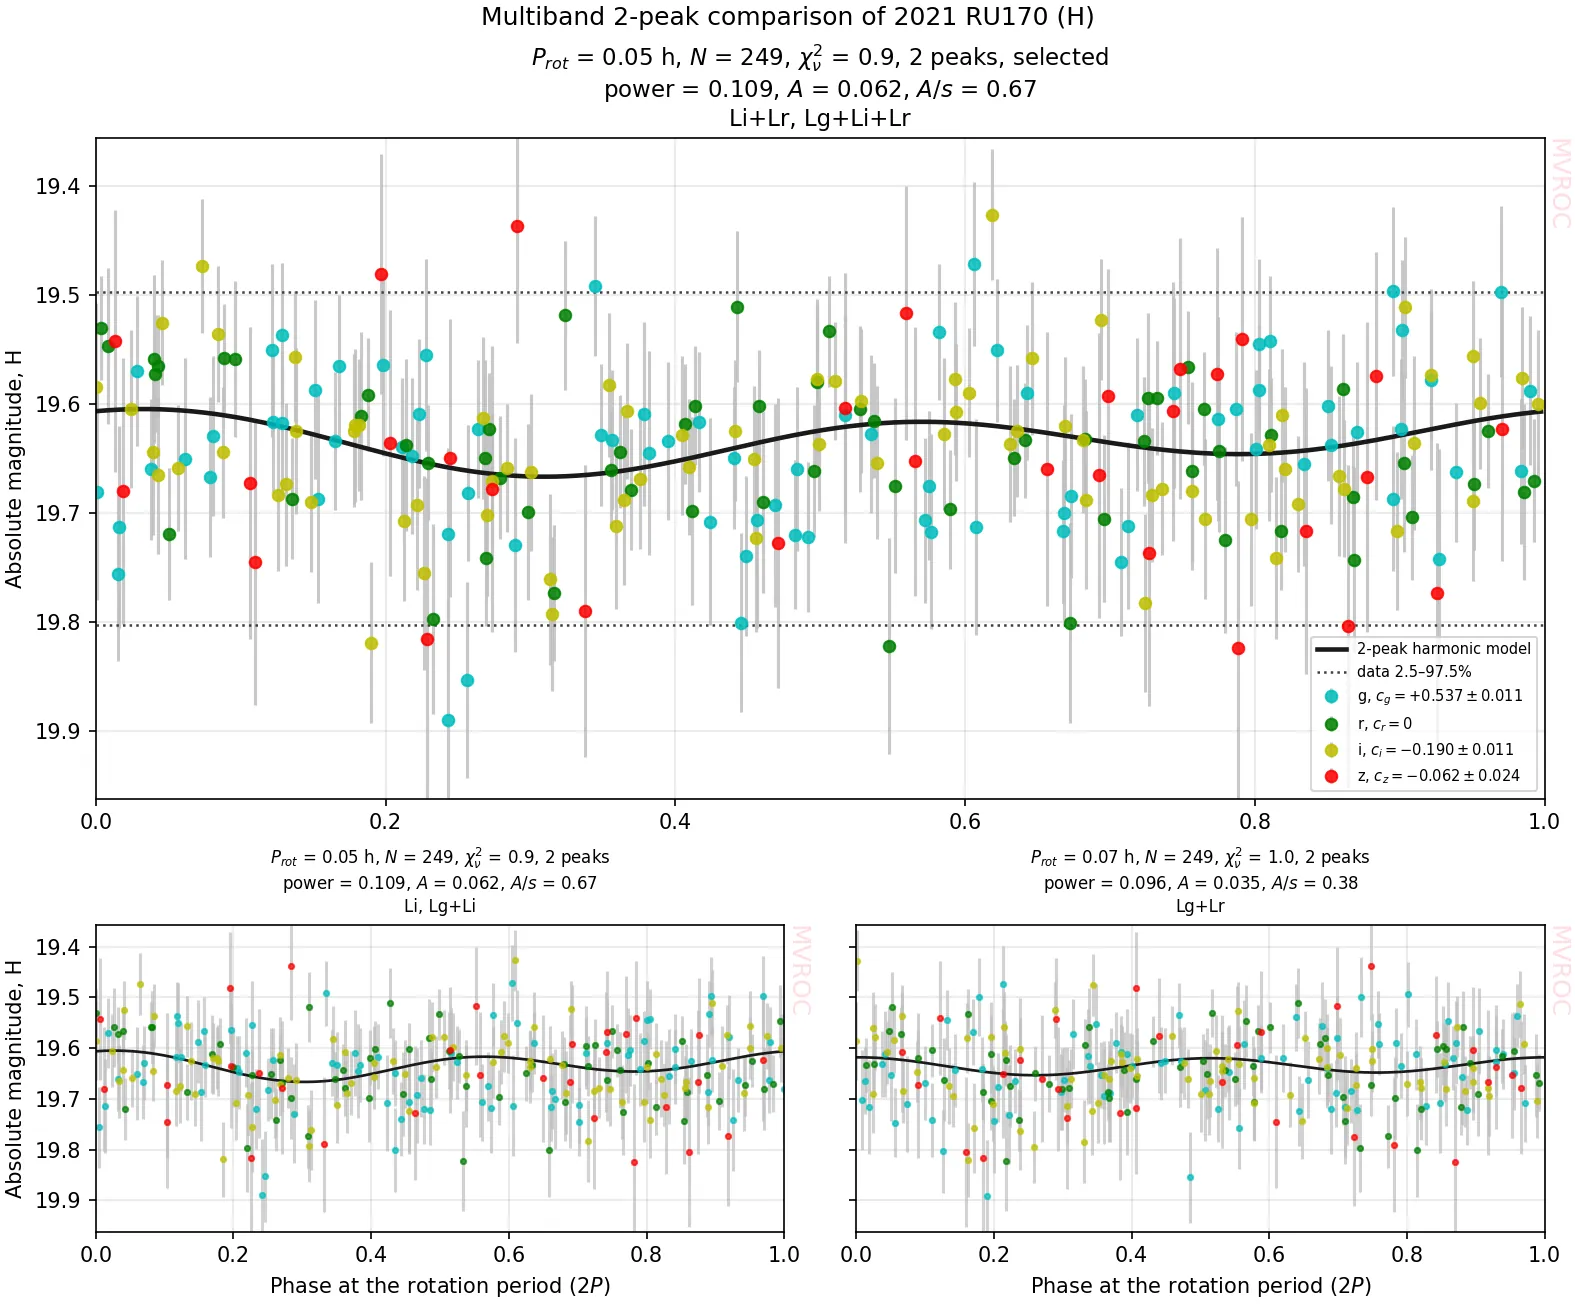 Multiband 2-peak comparison of 2021 RU170 (H)
P_rot = 0.05 h, N = 249, χ²_ν = 0.9, 2 peaks, selected
power = 0.109, A = 0.062, A/s = 0.67
Li+Lr, Lg+Li+Lr
MVROC
Absolute magnitude, H
19.4
19.5
19.6
19.7
19.8
19.9
2-peak harmonic model
data 2.5–97.5%
g, c_g = +0.537 ± 0.011
r, c_r = 0
i, c_i = −0.190 ± 0.011
z, c_z = −0.062 ± 0.024
0.0 0.2 0.4 0.6 0.8 1.0
P_rot = 0.05 h, N = 249, χ²_ν = 0.9, 2 peaks
power = 0.109, A = 0.062, A/s = 0.67
Li, Lg+Li
MVROC
Absolute magnitude, H
19.4
19.5
19.6
19.7
19.8
19.9
0.0 0.2 0.4 0.6 0.8 1.0
Phase at the rotation period (2P)
P_rot = 0.07 h, N = 249, χ²_ν = 1.0, 2 peaks
power = 0.096, A = 0.035, A/s = 0.38
Lg+Lr
MVROC
0.0 0.2 0.4 0.6 0.8 1.0
Phase at the rotation period (2P)